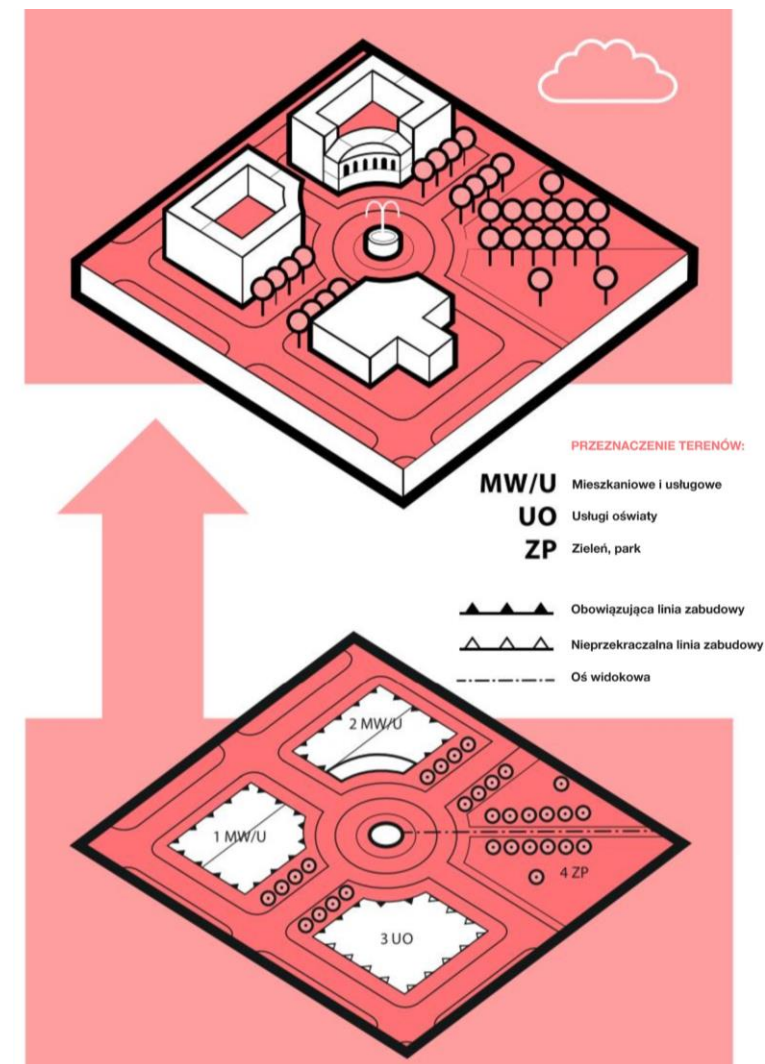 PRZEZNACZENIE TERENÓW:
MW/U Mieszkaniowe i usługowe
UO Usługi oświaty
ZP Zieleń, park
Obowiązująca linia zabudowy
Nieprzekraczalna linia zabudowy
Oś widokowa
2 MW/U
1 MW/U
4 ZP
3 UO